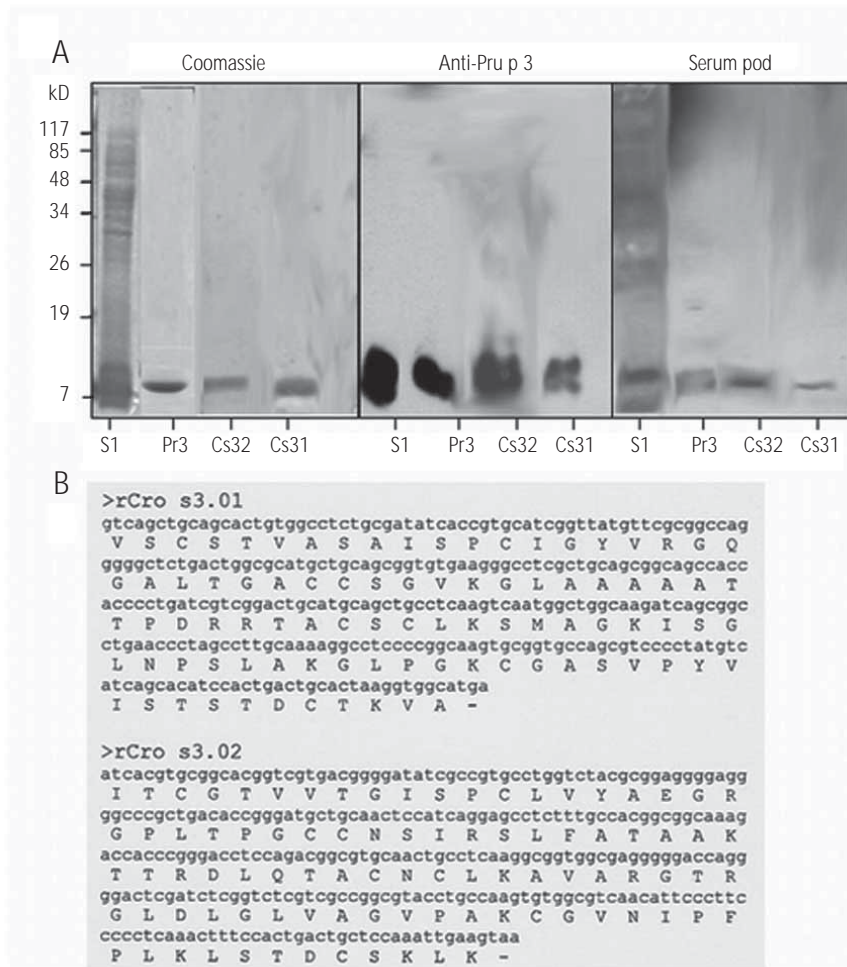 A
Coomassie Anti-Pru p 3 Serum pod
kD
117
85
48
34
26
19
7
S1 Pr3 Cs32 Cs31 S1 Pr3 Cs32 Cs31 S1 Pr3 Cs32 Cs31
B
>rCro s3.01
gtcagctgcagcactgtggcctctgcgatatcaccgtgcatcggttatgttcgcggccag
V S C S T V A S A I S P C I G Y V R G Q
ggggctctgactggcgcatgctgcagcggtgtgaagggcctcgctgcagcggcagccacc
G A L T G A C C S G V K G L A A A A A T
acccctgatcgtcggactgcatgcagctgcctcaagtcaatggctggcaagatcagcggc
T P D R R T A C S C L K S M A G K I S G
ctgaaccctagccttgcaaaaggcctccccggcaagtgcggtgccagcgtcccctatgtc
L N P S L A K G L P G K C G A S V P Y V
atcagcacatccactgactgcactaaggtggcatga
I S T S T D C T K V A -
>rCro s3.02
atcacgtgcggcacggtcgtgacggggatatcgccgtgcctggtctacgcggaggggagg
I T C G T V V T G I S P C L V Y A E G R
ggcccgctgacaccgggatgctgcaactccatcaggagcctctttgccacggcggcaaag
G P L T P G C C N S I R S L F A T A A K
accacccgggacctccagacggcgtgcaactgcctcaaggcggtggcgagggggaccagg
T T R D L Q T A C N C L K A V A R G T R
ggactcgatctcggtctcgtcgccggcgtacctgccaagtgtggcgtcaacattcccttc
G L D L G L V A G V P A K C G V N I P F
cccctcaaactttccactgactgctccaaattgaagtaa
P L K L S T D C S K L K -